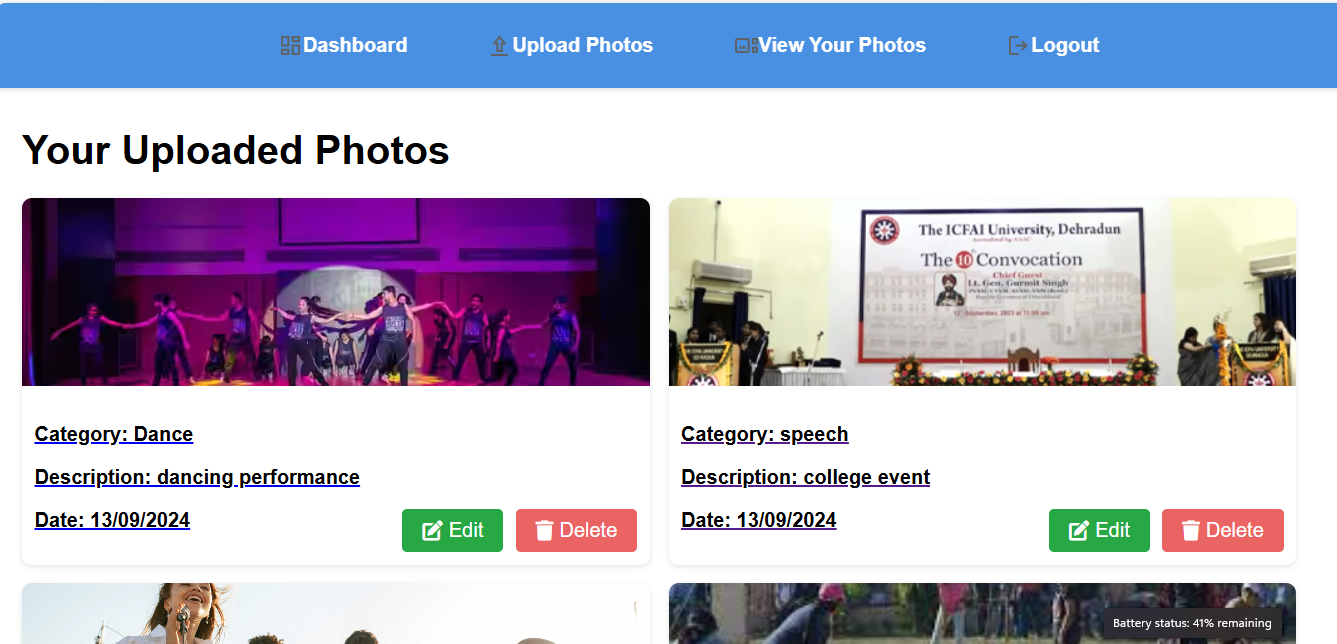 Dashboard
Upload Photos
View Your Photos
Logout
Your Uploaded Photos
The ICFAI University, Dehradun
The 10 Convocation
Chief Guest
Lt. Gen. Gurmit Singh
Category: Dance
Description: dancing performance
Date: 13/09/2024
Edit
Delete
Category: speech
Description: college event
Date: 13/09/2024
Edit
Delete
Battery status: 41% remaining